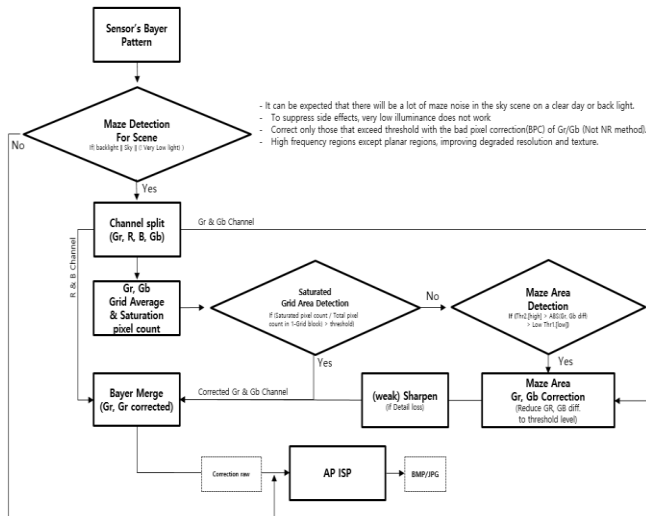 Sensor's Bayer
Pattern
Maze Detection
For Scene
If( backlight || Sky || (! Very Low light) )
- It can be expected that there will be a lot of maze noise in the sky scene on a clear day or back light.
- To suppress side effects, very low illuminance does not work
- Correct only those that exceed threshold with the bad pixel correction(BPC) of Gr/Gb (Not NR method).
- High frequency regions except planar regions, improving degraded resolution and texture.
No
Yes
Channel split
(Gr, R, B, Gb)
Gr & Gb Channel
R & B Channel
Gr, Gb
Grid Average
& Saturation
pixel count
Saturated
Grid Area Detection
If (Saturated pixel count / Total pixel
count in 1-Grid block) > threshold)
No
Maze Area
Detection
If( (Thr2.[high] > ABS(Gr, Gb diff)
> Low Thr1.[low])
Yes
Yes
Bayer Merge
(Gr, Gr corrected)
Corrected Gr & Gb Channel
(weak) Sharpen
(If Detail loss)
Maze Area
Gr, Gb Correction
(Reduce GR, GB diff.
to threshold level)
Correction raw
AP ISP
BMP/JPG